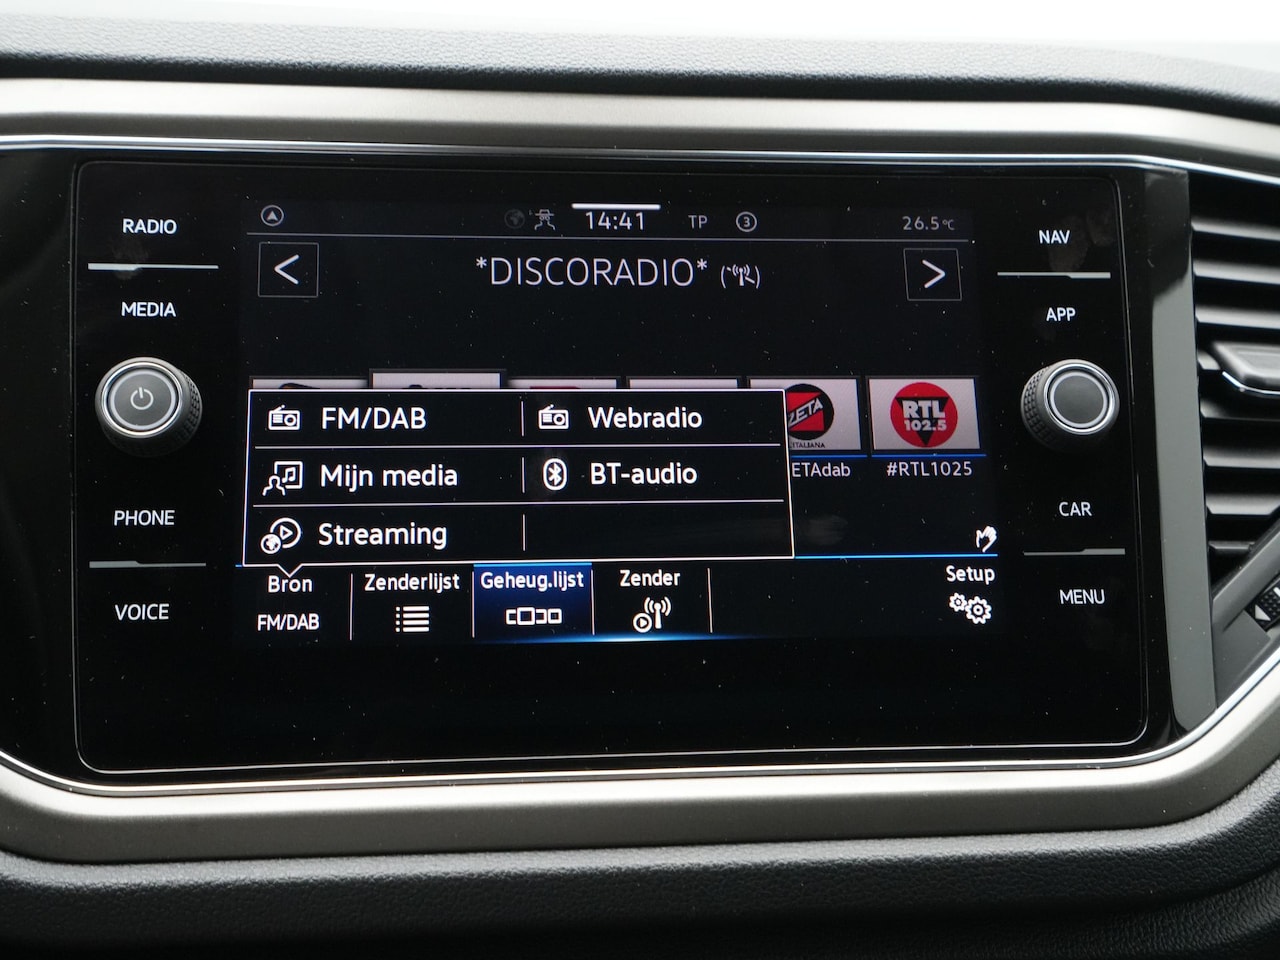 RADIO
MEDIA
PHONE
VOICE
14:41 TP 3 26.5°C
< *DISCORADIO* >
ZETA
ITALIANA
RTL
102.5
ETAdab #RTL1025
FM/DAB Webradio
Mijn media BT-audio
Streaming
Bron Zenderlijst Geheug.lijst Zender Setup
FM/DAB
NAV
APP
CAR
MENU